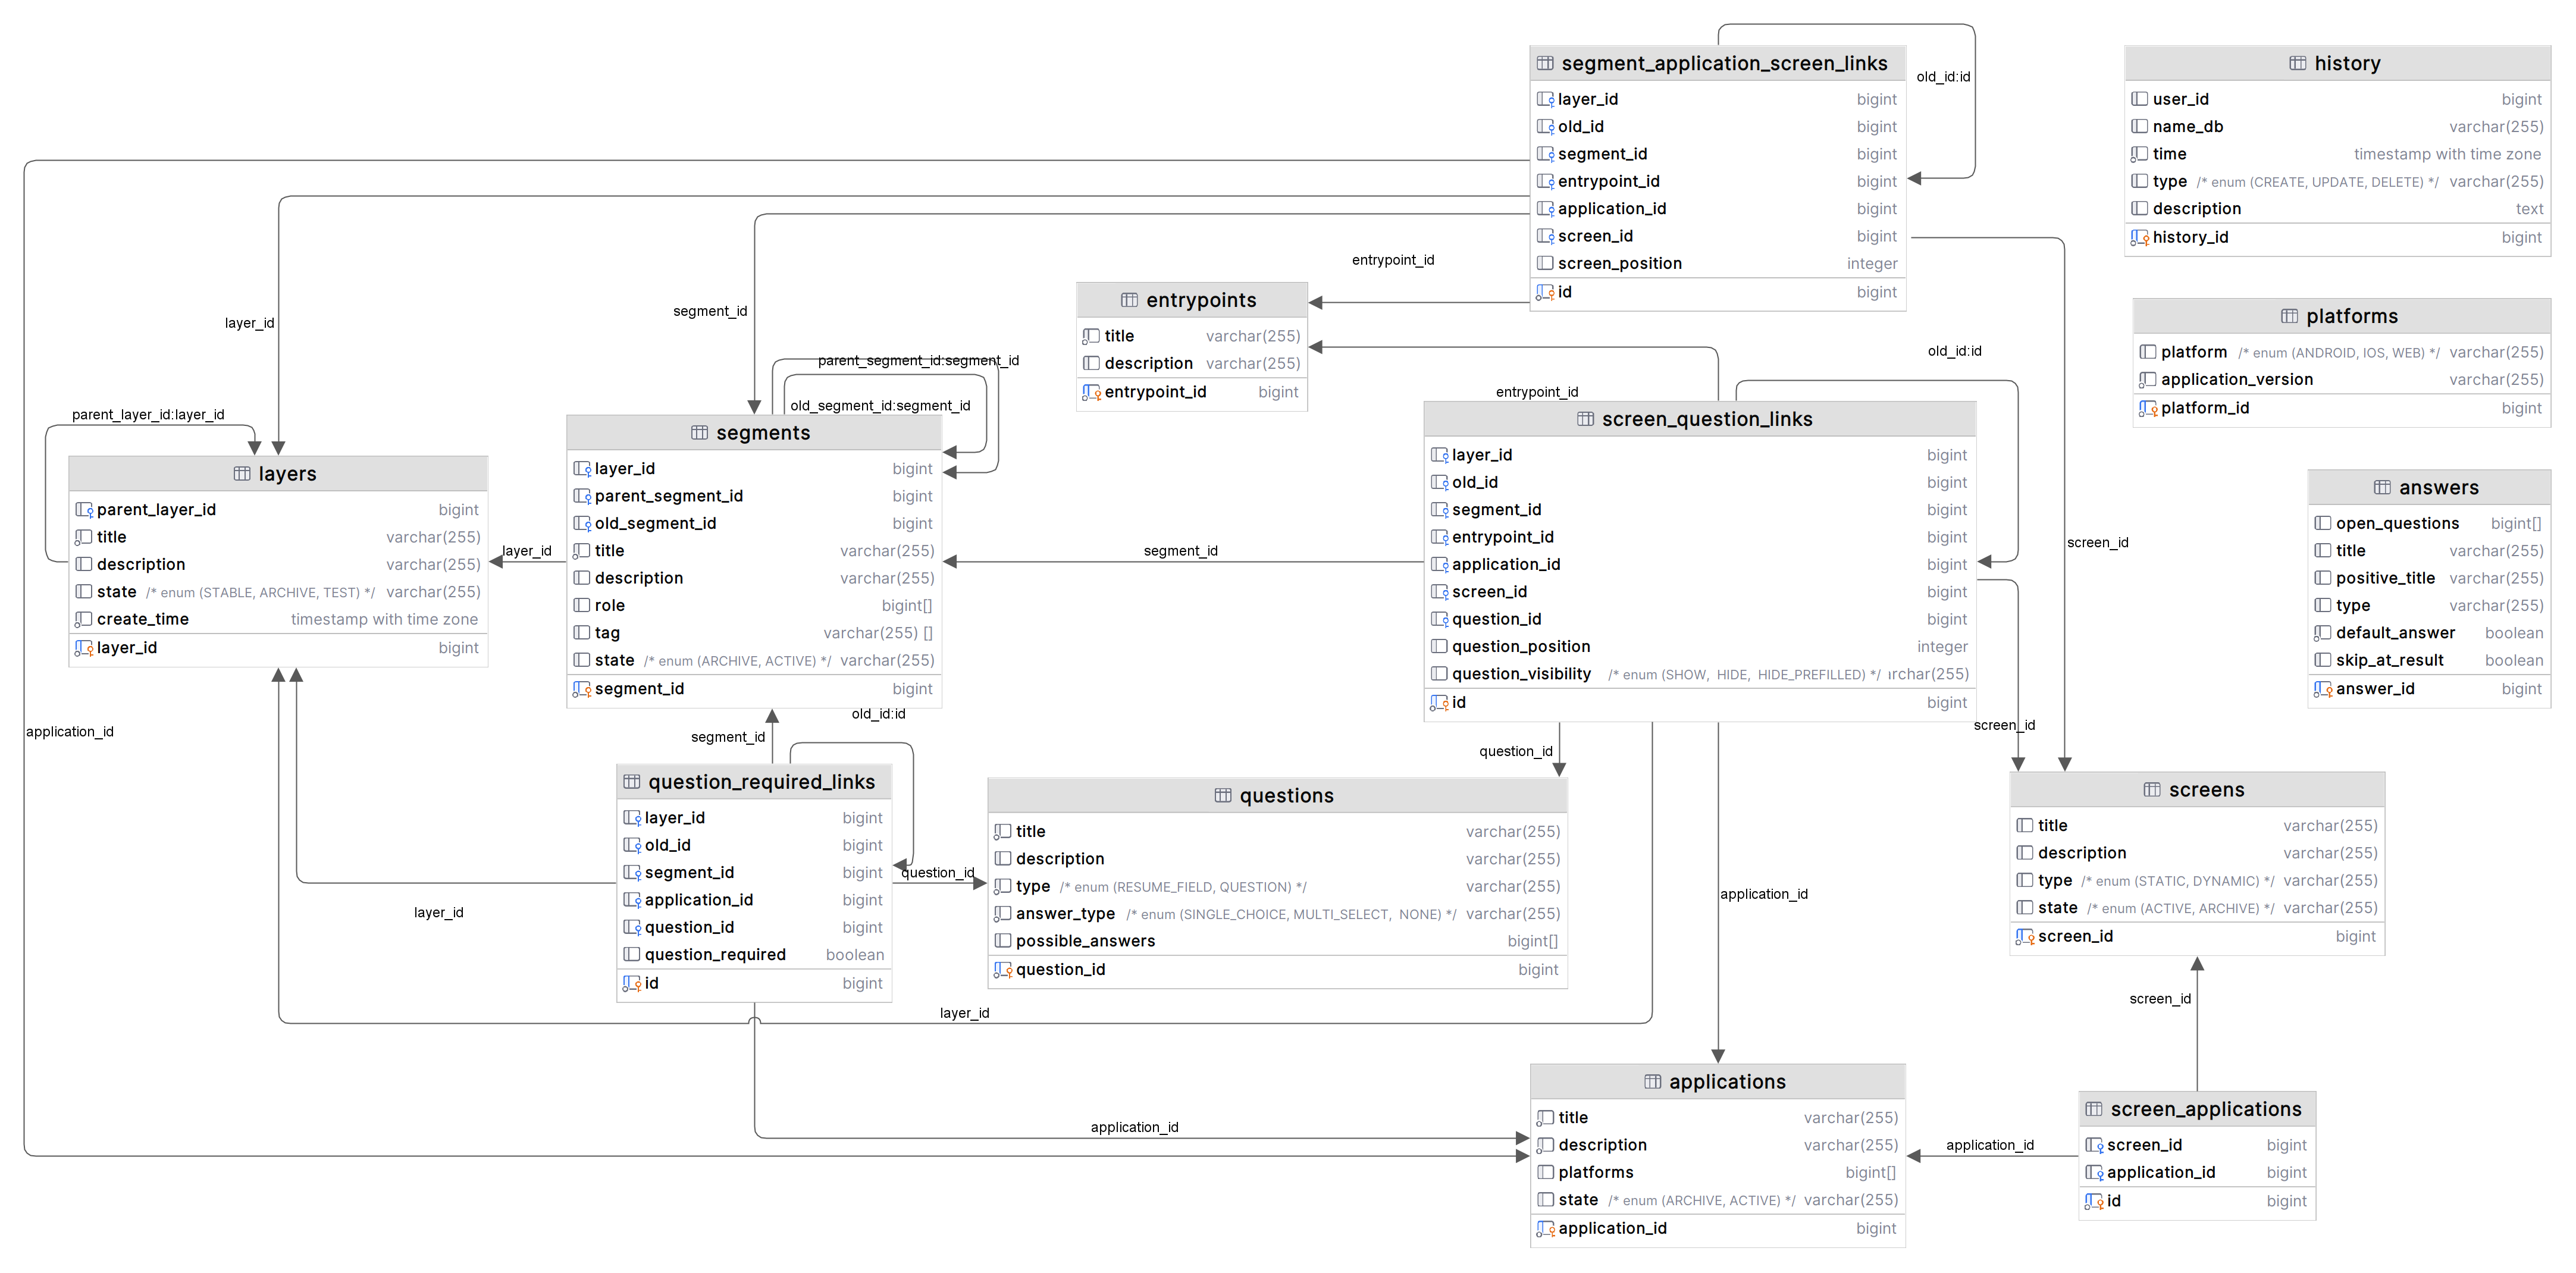 segment_application_screen_links
layer_id bigint
old_id bigint
segment_id bigint
entrypoint_id bigint
application_id bigint
screen_id bigint
screen_position integer
id bigint
old_id:id
history
user_id bigint
name_db varchar(255)
time timestamp with time zone
type /* enum (CREATE, UPDATE, DELETE) */ varchar(255)
description text
history_id bigint
entrypoint_id
entrypoints
title varchar(255)
description varchar(255)
entrypoint_id bigint
platforms
platform /* enum (ANDROID, IOS, WEB) */ varchar(255)
application_version varchar(255)
platform_id bigint
layer_id
segment_id
parent_segment_id:segment_id
old_segment_id:segment_id
parent_layer_id:layer_id
entrypoint_id
old_id:id
layers
parent_layer_id bigint
title varchar(255)
description varchar(255)
state /* enum (STABLE, ARCHIVE, TEST) */ varchar(255)
create_time timestamp with time zone
layer_id bigint
layer_id
segments
layer_id bigint
parent_segment_id bigint
old_segment_id bigint
title varchar(255)
description varchar(255)
role bigint[]
tag varchar(255) []
state /* enum (ARCHIVE, ACTIVE) */ varchar(255)
segment_id bigint
segment_id
screen_question_links
layer_id bigint
old_id bigint
segment_id bigint
entrypoint_id bigint
application_id bigint
screen_id bigint
question_id bigint
question_position integer
question_visibility /* enum (SHOW, HIDE, HIDE_PREFILLED) */ ırchar(255)
id bigint
screen_id
answers
open_questions bigint[]
title varchar(255)
positive_title varchar(255)
type varchar(255)
default_answer boolean
skip_at_result boolean
answer_id bigint
application_id
segment_id
old_id:id
question_id
screen_id
question_required_links
layer_id bigint
old_id bigint
segment_id bigint
application_id bigint
question_id bigint
question_required boolean
id bigint
layer_id
question_id
questions
title varchar(255)
description varchar(255)
type /* enum (RESUME_FIELD, QUESTION) */ varchar(255)
answer_type /* enum (SINGLE_CHOICE, MULTI_SELECT, NONE) */ varchar(255)
possible_answers bigint[]
question_id bigint
application_id
screens
title varchar(255)
description varchar(255)
type /* enum (STATIC, DYNAMIC) */ varchar(255)
state /* enum (ACTIVE, ARCHIVE) */ varchar(255)
screen_id bigint
layer_id
screen_id
application_id
applications
title varchar(255)
description varchar(255)
platforms bigint[]
state /* enum (ARCHIVE, ACTIVE) */ varchar(255)
application_id bigint
application_id
screen_applications
screen_id bigint
application_id bigint
id bigint